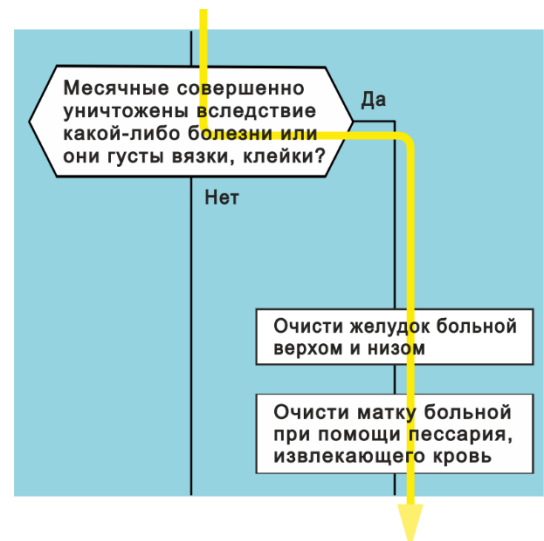 Месячные совершенно
уничтожены вследствие
какой-либо болезни или
они густы вязки, клейки?
Да
Нет
Очисти желудок больной
верхом и низом
Очисти матку больной
при помощи пессария,
извлекающего кровь